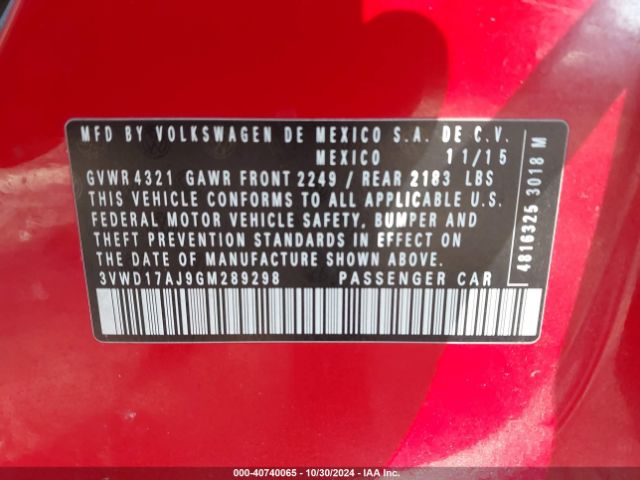 MFD BY VOLKSWAGEN DE MEXICO S.A. DE C.V.
MEXICO 11/15
GVWR 4321 GAWR FRONT 2249 / REAR 2183 LBS
THIS VEHICLE CONFORMS TO ALL APPLICABLE U.S.
FEDERAL MOTOR VEHICLE SAFETY, BUMPER AND
THEFT PREVENTION STANDARDS IN EFFECT ON
THE DATE OF MANUFACTURE SHOWN ABOVE.
3VWD17AJ9GM289298 PASSENGER CAR
4816325 3018 M
000-40740065 - 10/30/2024 - IAAI.com